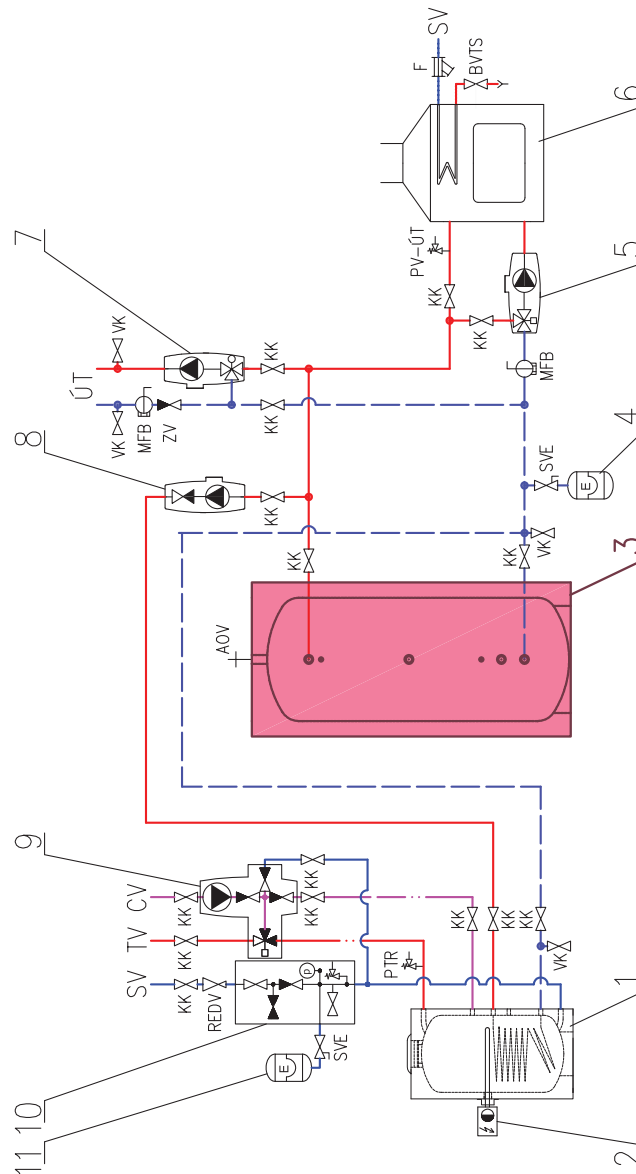 11
10
9
8
7
ÚT
SV
TV
CV
VK
VK
MFB
ZV
KK
KK
KK
REDV
AOV
KK
KK
KK
KK
E
P
KK
KK
SVE
PTR
PV-ÚT
F
SV
KK
KK
KK
BVTS
KK
KK
KK
VK
SVE
MFB
VK
E
2
1
3
4
5
6